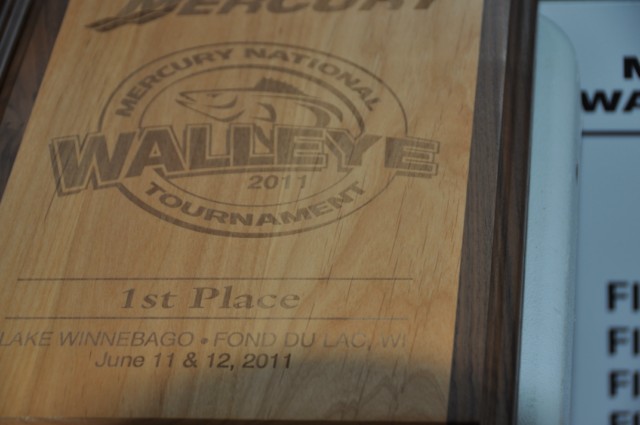 MERCURY
MERCURY NATIONAL
WALLEYE
2011
TOURNAMENT
1st Place
LAKE WINNEBAGO • FOND DU LAC, WI
June 11 & 12, 2011